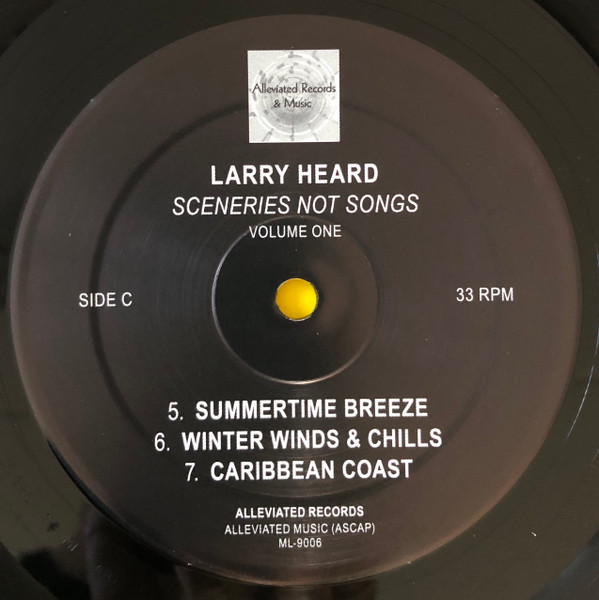 Alleviated Records
& Music
LARRY HEARD
SCENERIES NOT SONGS
VOLUME ONE
SIDE C
33 RPM
5. SUMMERTIME BREEZE
6. WINTER WINDS & CHILLS
7. CARIBBEAN COAST
ALLEVIATED RECORDS
ALLEVIATED MUSIC (ASCAP)
ML-9006